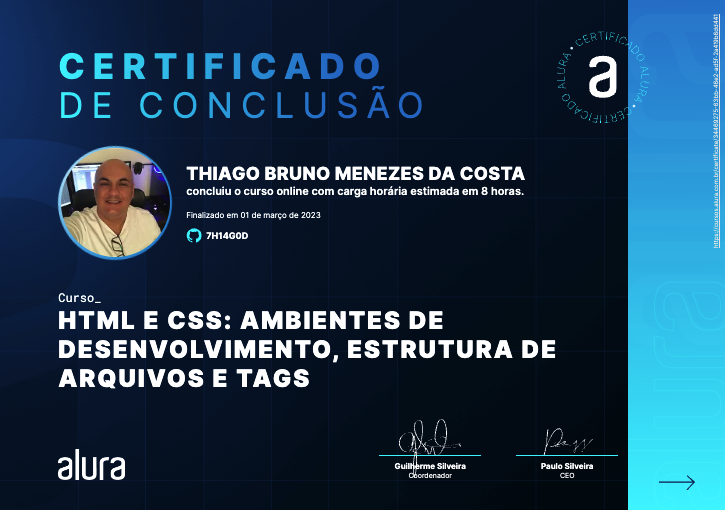 CERTIFICADO
DE CONCLUSÃO
CERTIFICADO ALURA • CERTIFICADO ALURA •
a
THIAGO BRUNO MENEZES DA COSTA
concluiu o curso online com carga horária estimada em 8 horas.
Finalizado em 01 de março de 2023
7H14G0D
Curso_
HTML E CSS: AMBIENTES DE
DESENVOLVIMENTO, ESTRUTURA DE
ARQUIVOS E TAGS
alura
Guilherme Silveira
Coordenador
Paulo Silveira
CEO